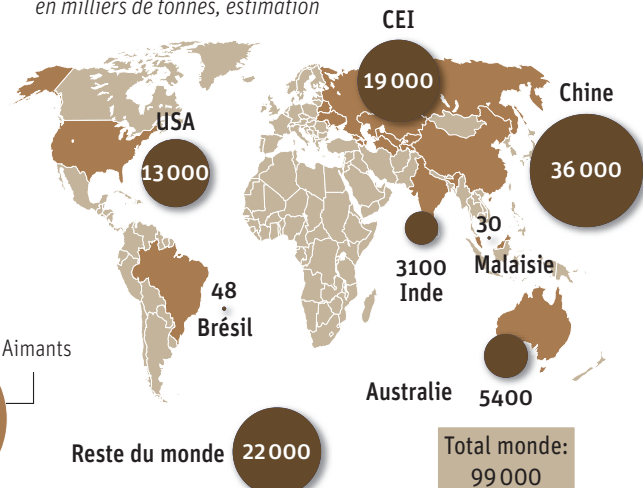 en milliers de tonnes, estimation
CEI
19 000
Chine
36 000
USA
13 000
30
Malaisie
3100
Inde
48
Brésil
Aimants
Australie
5400
Reste du monde
22 000
Total monde:
99 000